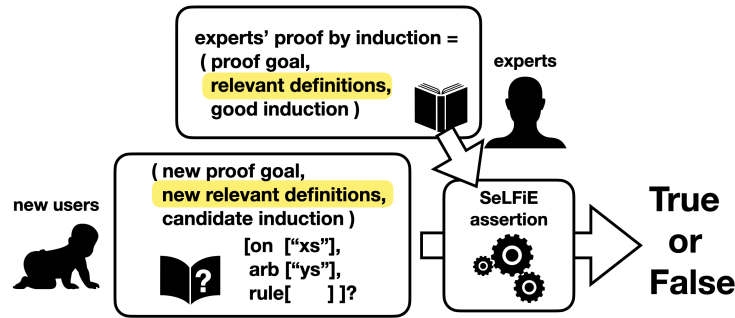 experts' proof by induction =
( proof goal,
relevant definitions,
good induction )
experts
( new proof goal,
new relevant definitions,
candidate induction )
new users
[on [“xs”],
arb [“ys”],
rule[ ] ]?
?
SeLFiE
assertion
True
or
False